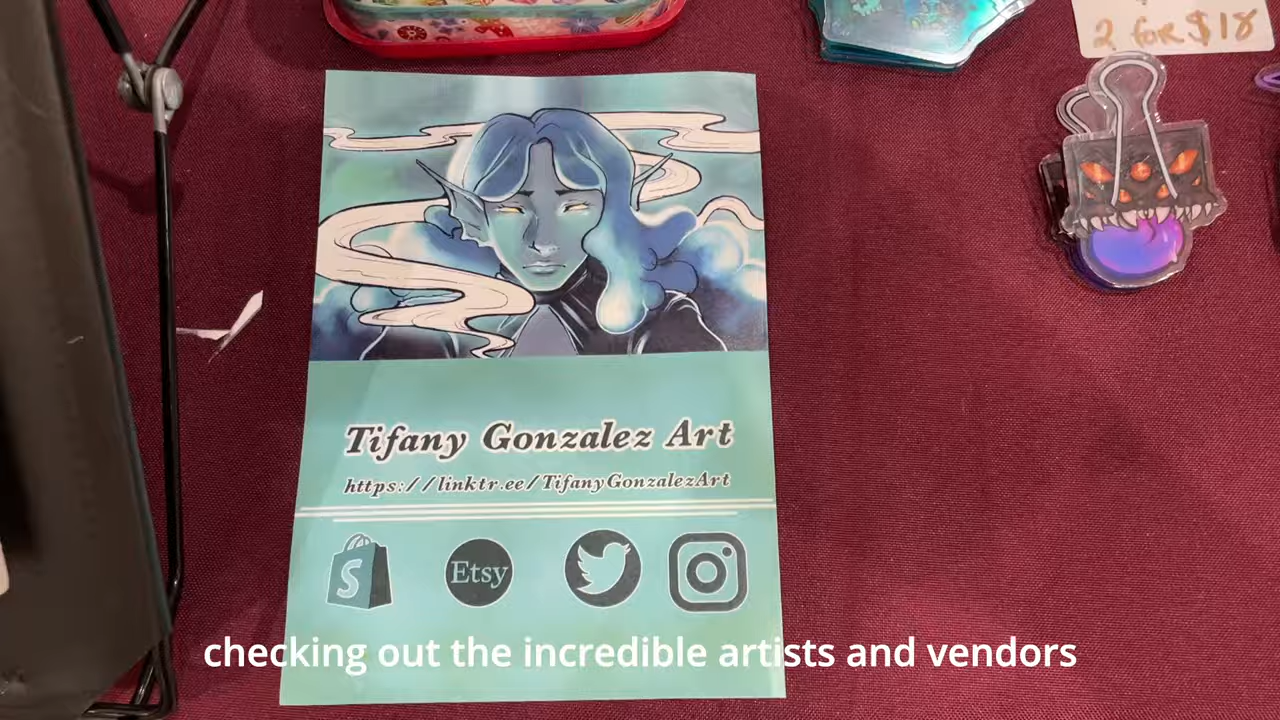 2 for $18
Tifany Gonzalez Art
https://linktr.ee/TifanyGonzalezArt
S
Etsy
checking out the incredible artists and vendors